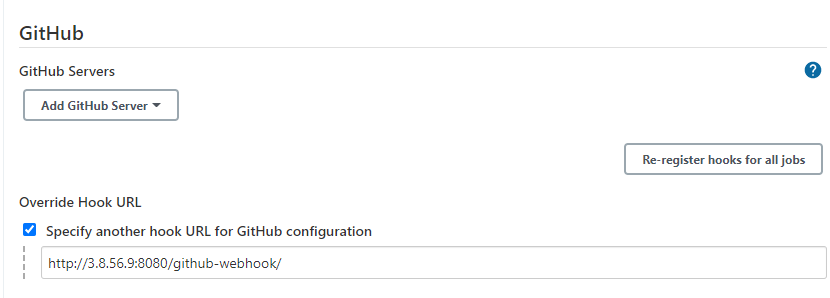 GitHub
GitHub Servers
?
Add GitHub Server
Re-register hooks for all jobs
Override Hook URL
Specify another hook URL for GitHub configuration
http://3.8.56.9:8080/github-webhook/